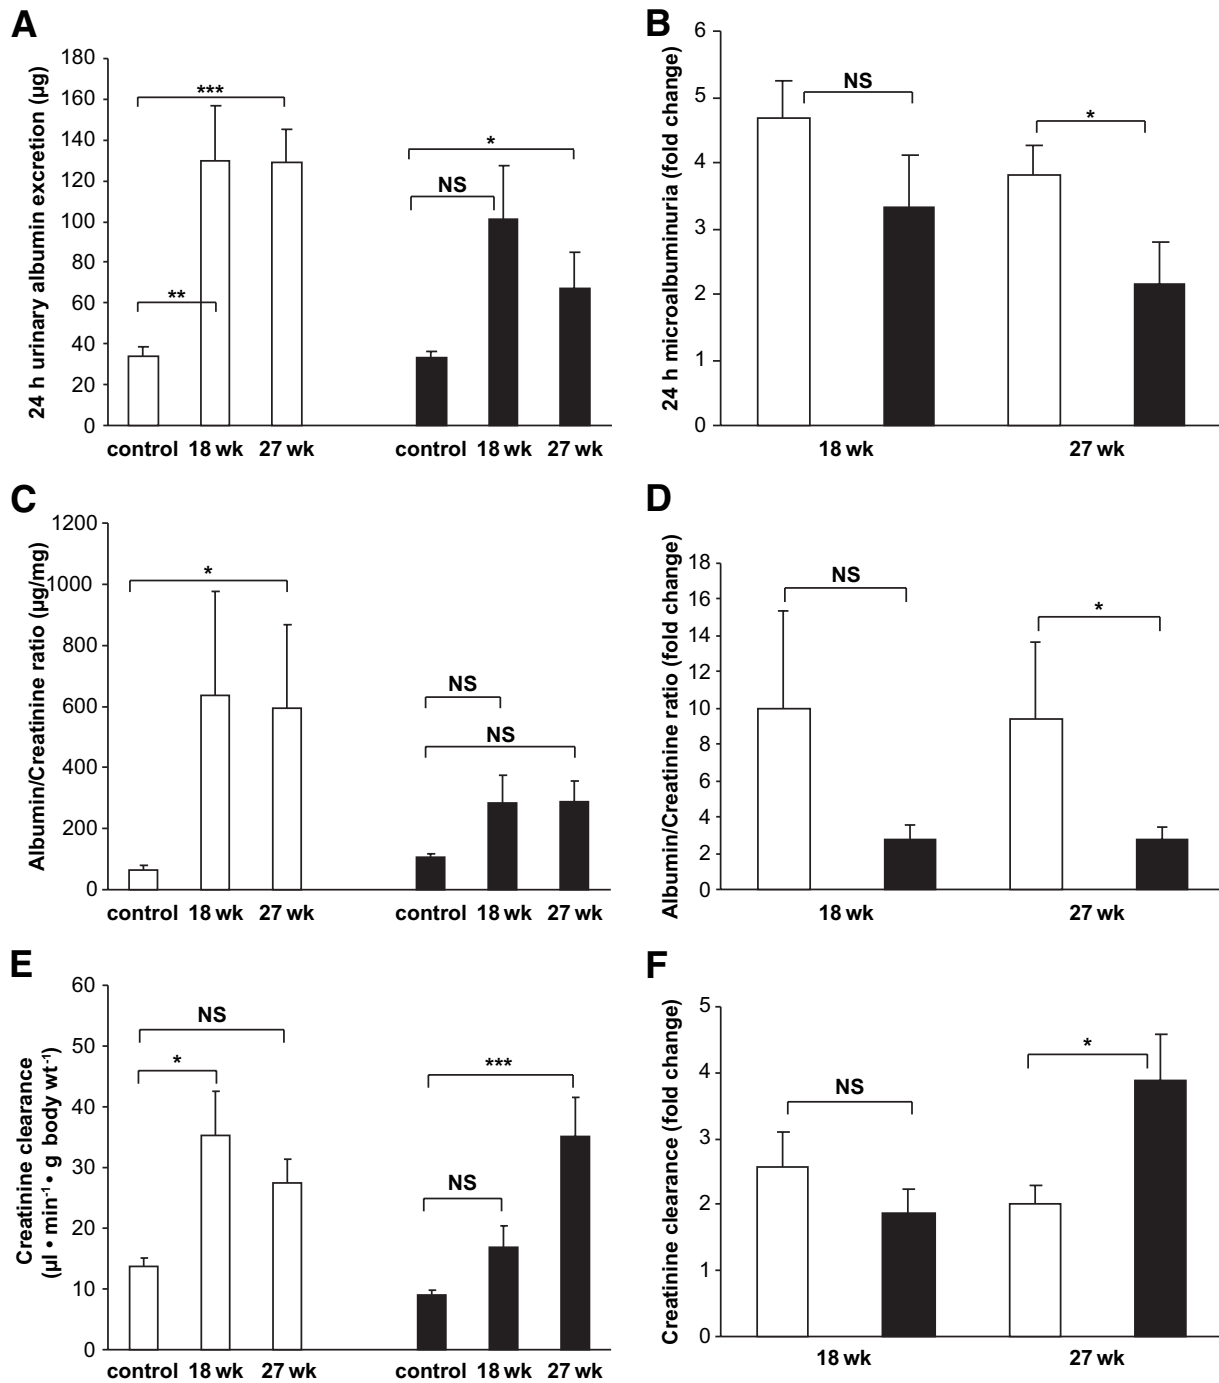 A
24 h urinary albumin excretion (µg)
180
160
140
120
100
80
60
40
20
0
***
**
*
NS
control 18 wk 27 wk
control 18 wk 27 wk
B
24 h microalbuminuria (fold change)
6
5
4
3
2
1
0
NS
*
18 wk
27 wk
C
Albumin/Creatinine ratio (µg/mg)
1200
1000
800
600
400
200
0
*
NS
NS
control 18 wk 27 wk
control 18 wk 27 wk
D
Albumin/Creatinine ratio (fold change)
18
16
14
12
10
8
6
4
2
0
NS
*
18 wk
27 wk
E
Creatinine clearance
(µl • min⁻¹ • g body wt⁻¹)
60
50
40
30
20
10
0
NS
*
***
NS
control 18 wk 27 wk
control 18 wk 27 wk
F
Creatinine clearance (fold change)
5
4
3
2
1
0
NS
*
18 wk
27 wk